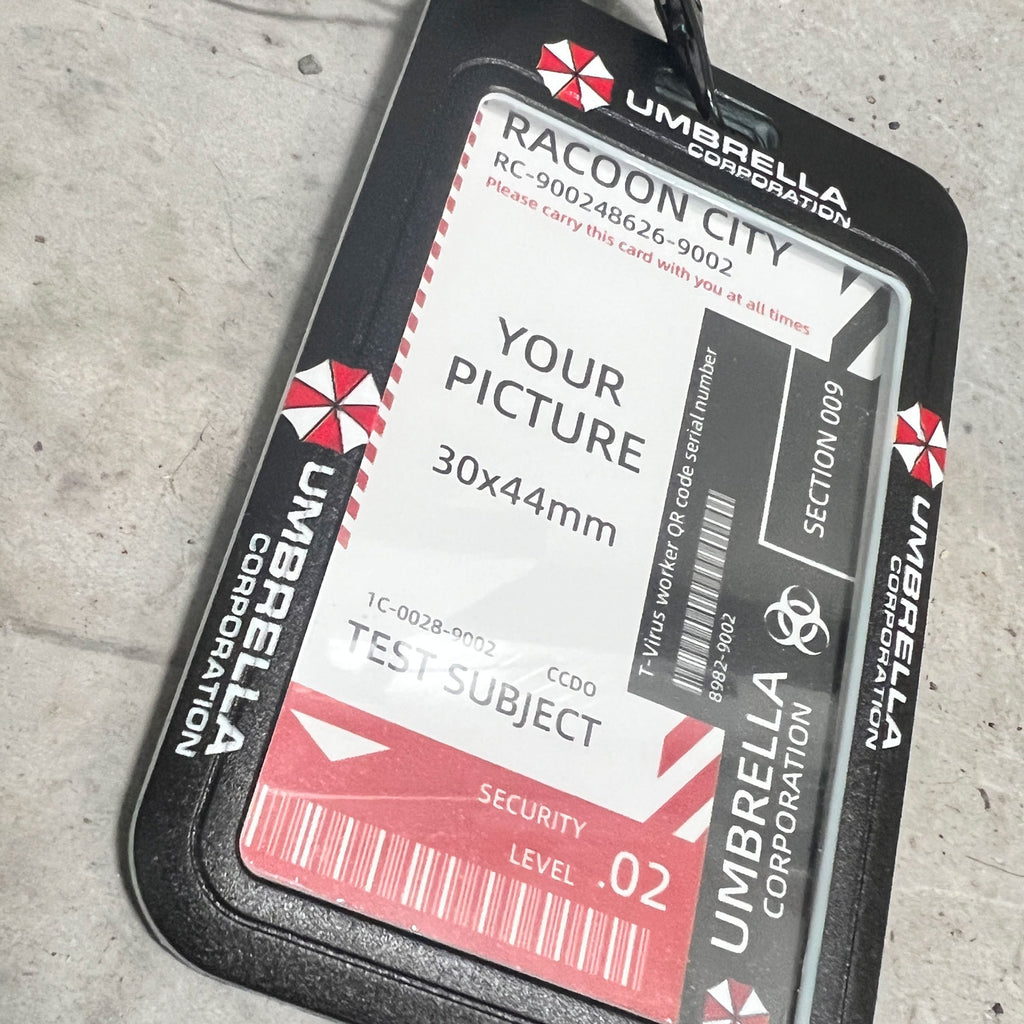 UMBRELLA
CORPORATION
RACOON CITY
RC-900248626-9002
Please carry this card with you at all times
YOUR
PICTURE
30x44mm
T-Virus worker QR code serial number
8982-9002
SECTION 009
1C-0028-9002
CCDO
TEST SUBJECT
SECURITY
LEVEL .02
UMBRELLA
CORPORATION
UMBRELLA
CORPORATION
UMBRELLA
CORPORATION